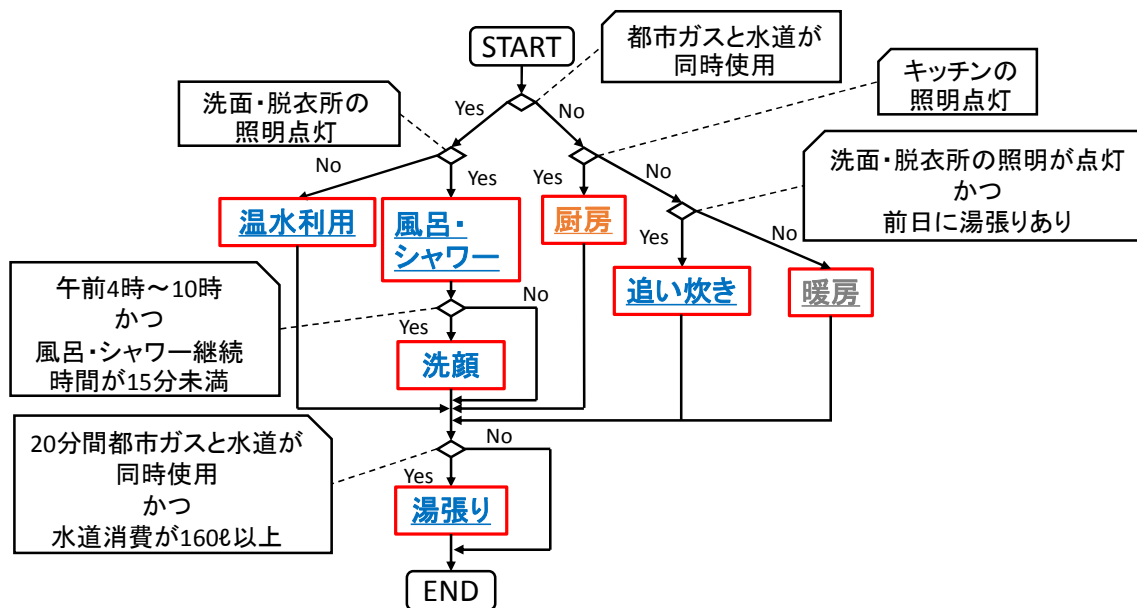 START
都市ガスと水道が
同時使用
キッチンの
照明点灯
洗面・脱衣所の
照明点灯
Yes
No
No
Yes
Yes
No
洗面・脱衣所の照明が点灯
かつ
前日に湯張りあり
温水利用
風呂・
シャワー
厨房
Yes
No
追い炊き
暖房
午前4時～10時
かつ
風呂・シャワー継続
時間が15分未満
No
Yes
洗顔
20分間都市ガスと水道が
同時使用
かつ
水道消費が160ℓ以上
No
Yes
湯張り
END